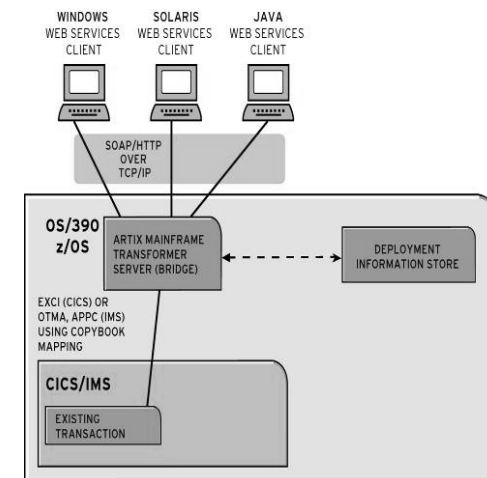 WINDOWS
WEB SERVICES
CLIENT
SOLARIS
WEB SERVICES
CLIENT
JAVA
WEB SERVICES
CLIENT
SOAP/HTTP
OVER
TCP/IP
OS/390
z/OS
ARTIX MAINFRAME
TRANSFORMER
SERVER (BRIDGE)
DEPLOYMENT
INFORMATION STORE
EXCI (CICS) OR
OTMA, APPC (IMS)
USING COPYBOOK
MAPPING
CICS/IMS
EXISTING
TRANSACTION